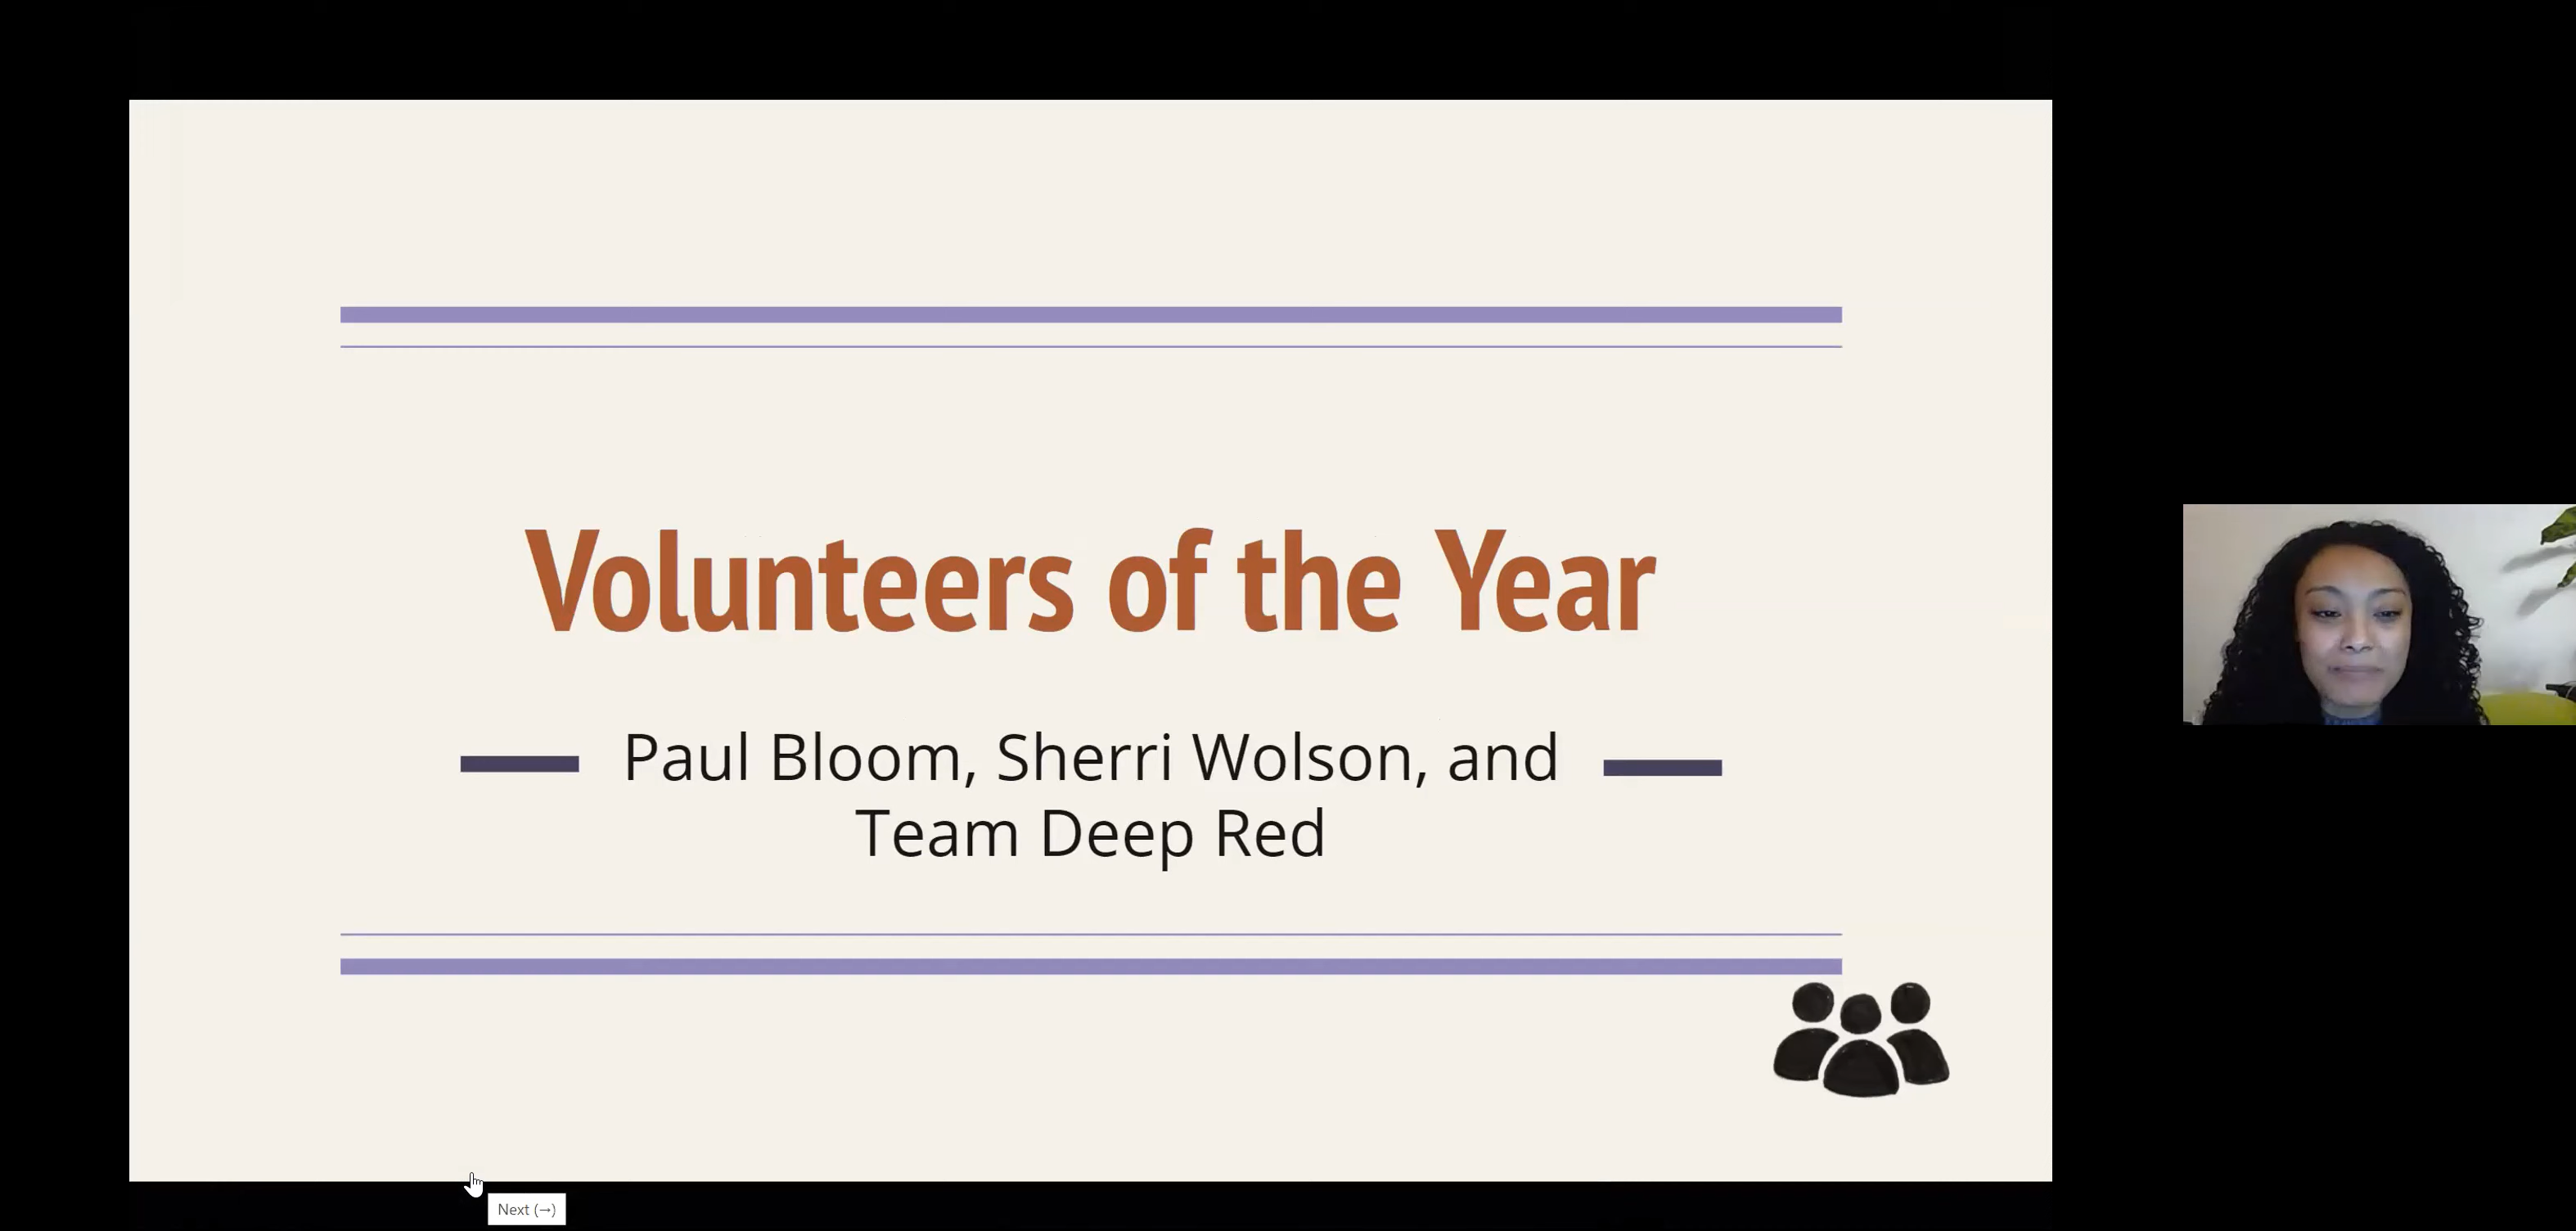 Volunteers of the Year
Paul Bloom, Sherri Wolson, and
Team Deep Red
Next (→)